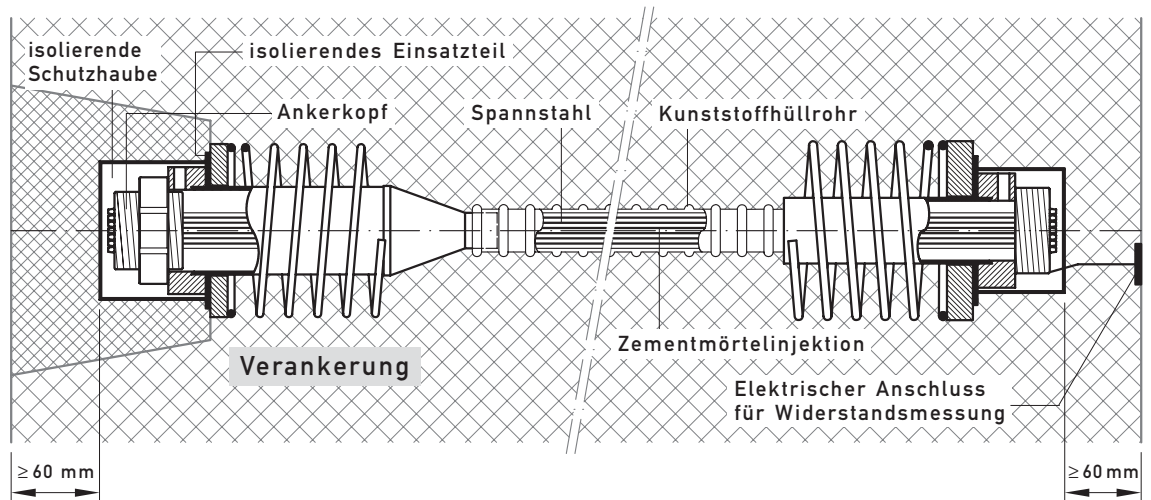 isolierende
Schutzhaube
isolierendes Einsatzteil
Ankerkopf
Spannstahl
Kunststoffhüllrohr
Zementmörtelinjektion
Verankerung
Elektrischer Anschluss
für Widerstandsmessung
≥60 mm
≥60 mm